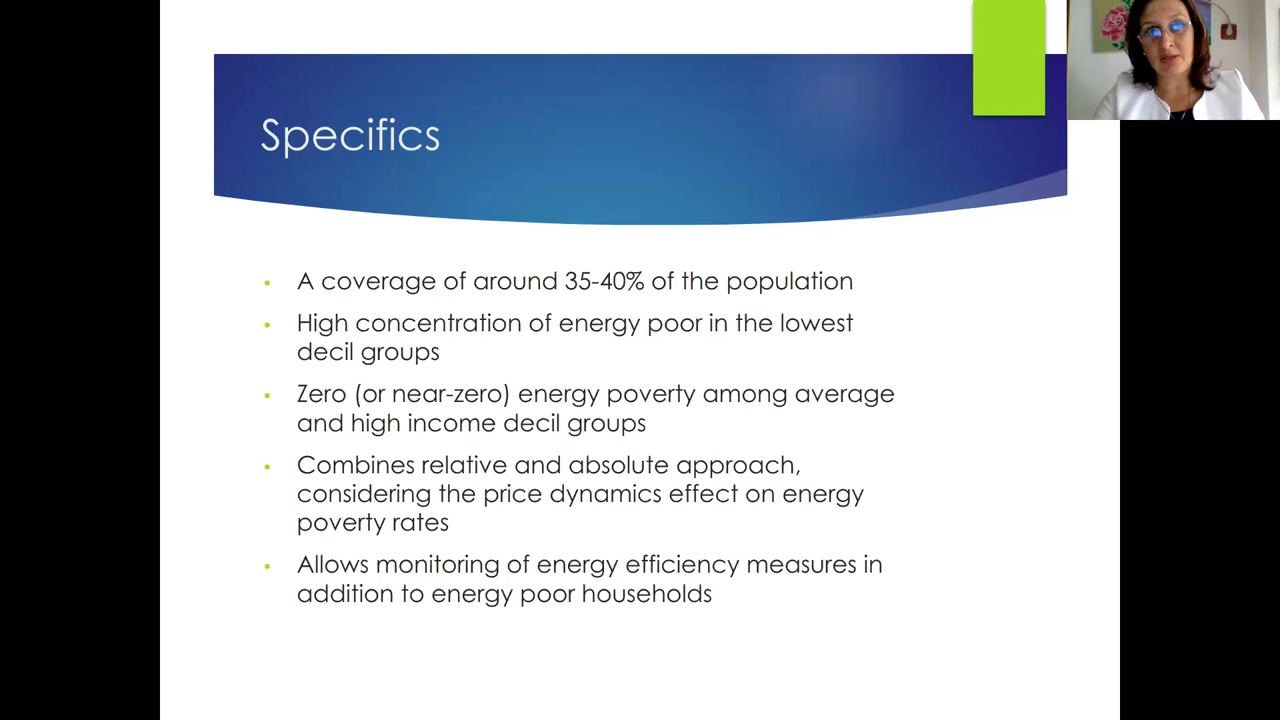 Specifics
A coverage of around 35-40% of the population
High concentration of energy poor in the lowest
decil groups
Zero (or near-zero) energy poverty among average
and high income decil groups
Combines relative and absolute approach,
considering the price dynamics effect on energy
poverty rates
Allows monitoring of energy efficiency measures in
addition to energy poor households